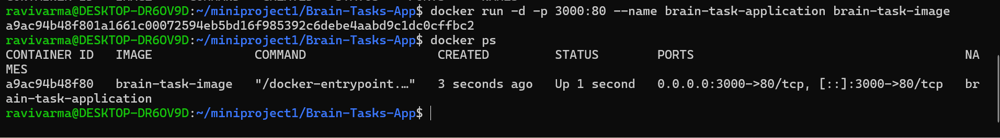 ravivarma@DESKTOP-DR6OV9D:~/miniproject1/Brain-Tasks-App$ docker run -d -p 3000:80 --name brain-task-application brain-task-image
a9ac94b48f801a1661c00072594eb5bd16f985392c6debe4aabd9c1dc0cffbc2
ravivarma@DESKTOP-DR6OV9D:~/miniproject1/Brain-Tasks-App$ docker ps
CONTAINER ID   IMAGE              COMMAND                  CREATED         STATUS        PORTS                                     NA
MES
a9ac94b48f80   brain-task-image   "/docker-entrypoint.…"   3 seconds ago   Up 1 second   0.0.0.0:3000->80/tcp, [::]:3000->80/tcp   br
ain-task-application
ravivarma@DESKTOP-DR6OV9D:~/miniproject1/Brain-Tasks-App$